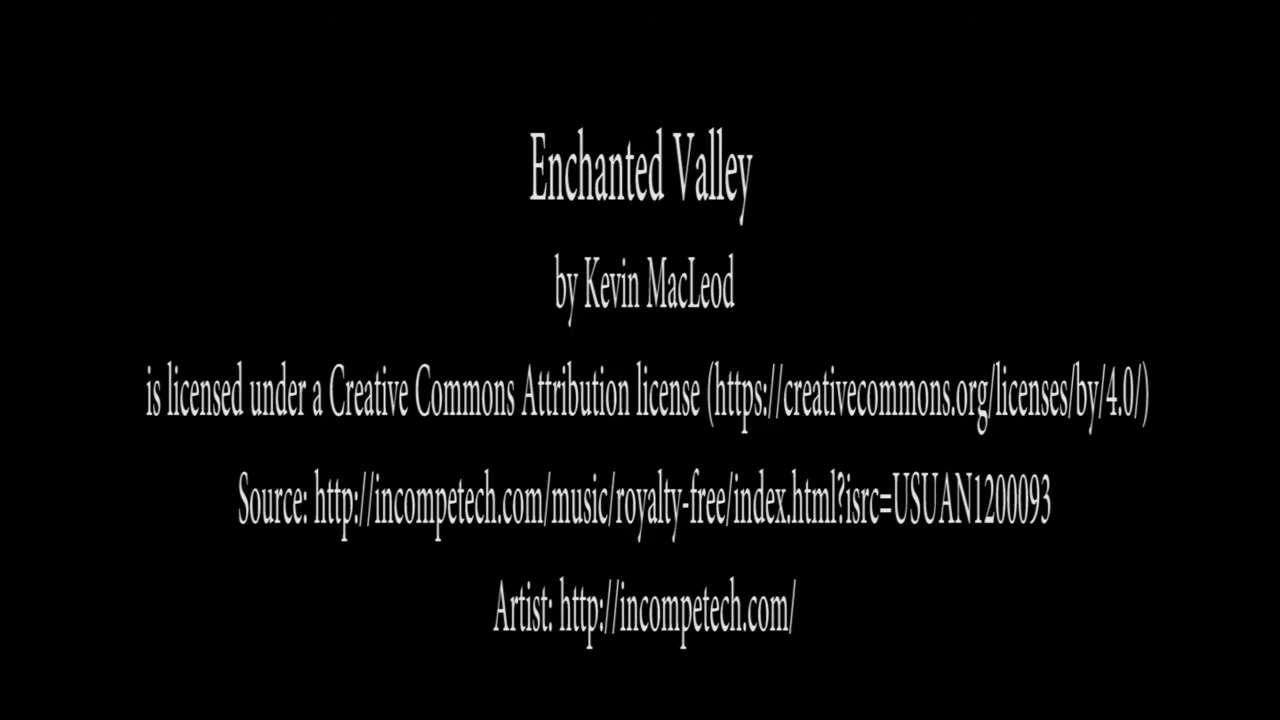 Enchanted Valley
by Kevin MacLeod
is licensed under a Creative Commons Attribution license (https://creativecommons.org/licenses/by/4.0/)
Source: http://incompetech.com/music/royalty-free/index.html?isrc=USUAN1200093
Artist: http://incompetech.com/